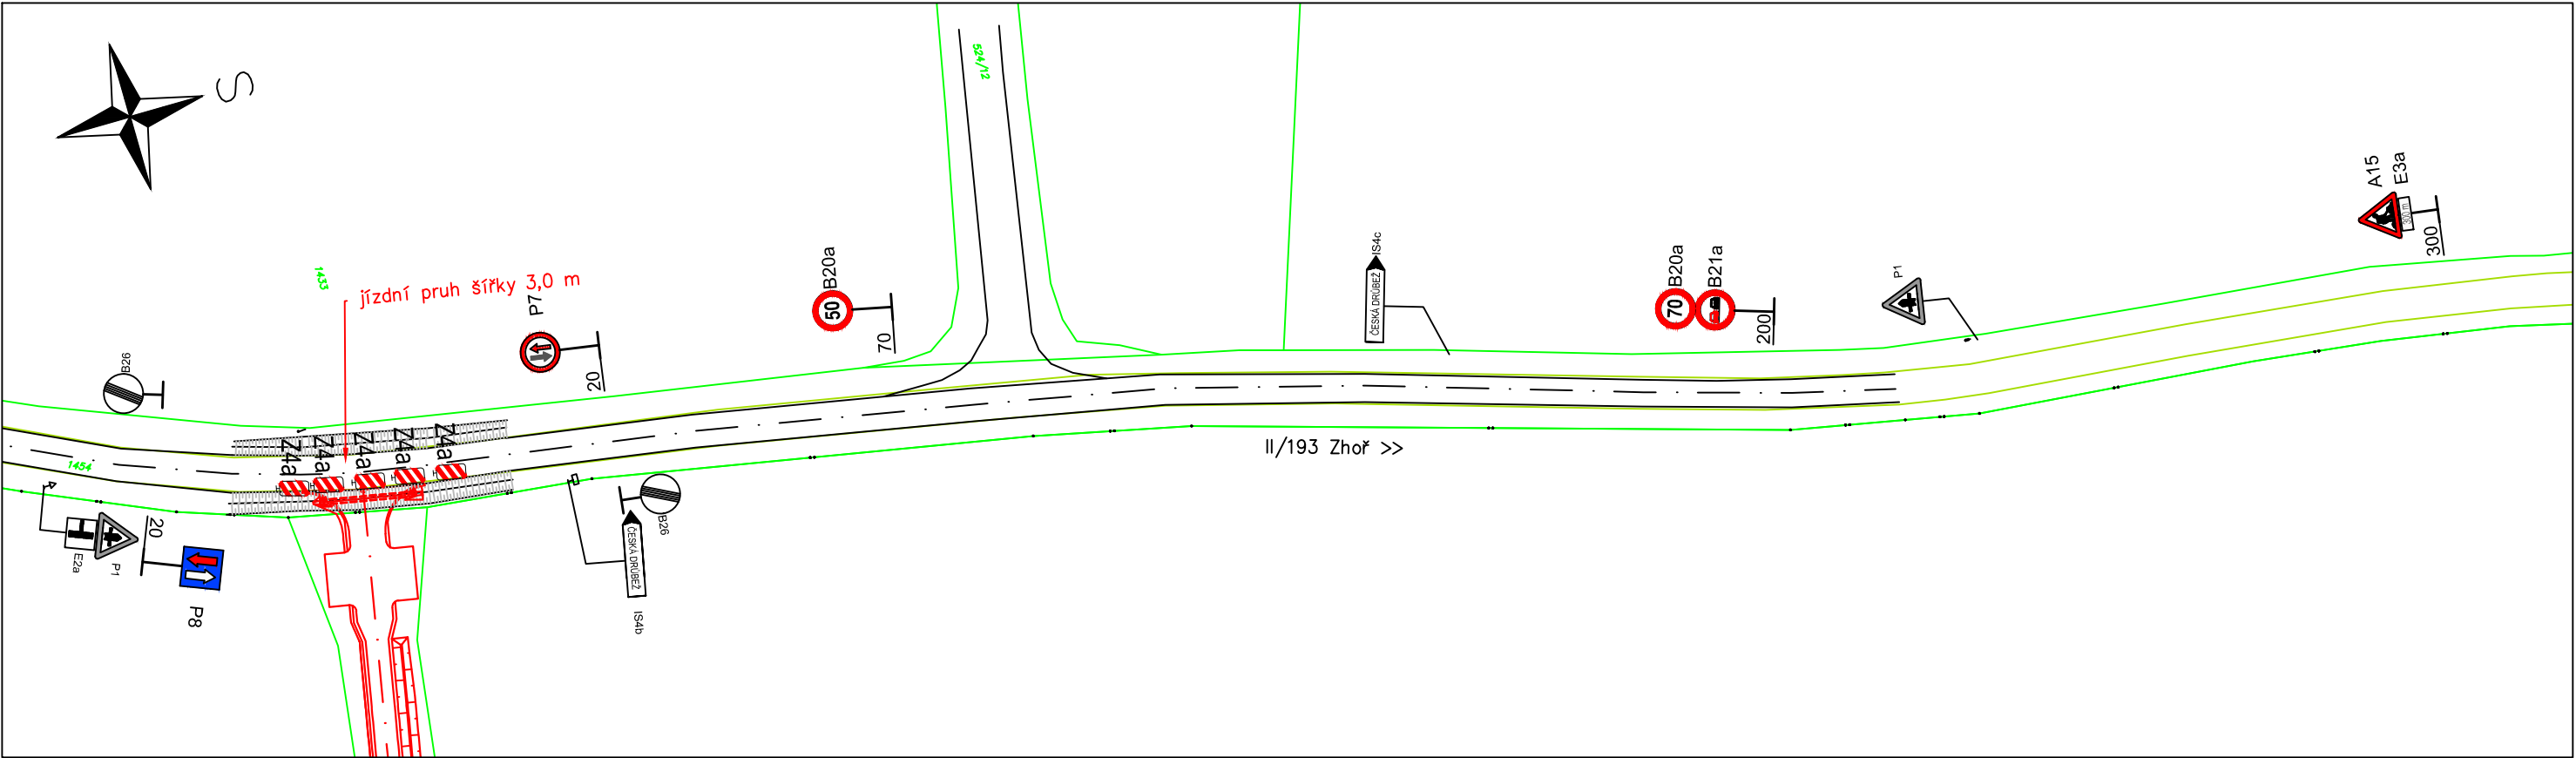 S
524/12
1433
jízdní pruh šířky 3,0 m
P7
20
B26
50
B20a
70
ČESKÁ DRŮBEŽ
IS4c
70
B20a
B21a
200
P1
A15
E3a
300 m
300
Z4a
Z4a
Z4a
Z4a
Z4a
1454
II/193 Zhoř >>
E2a
P1
20
P8
B26
ČESKÁ DRŮBEŽ
IS4b